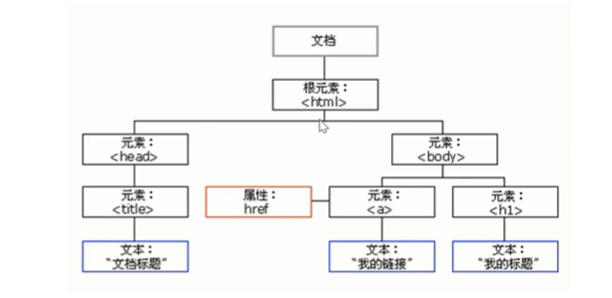 文档
根元素：
<html>
元素：
<head>
元素：
<body>
元素：
<title>
属性：
href
元素：
<a>
元素：
<h1>
文本：
“文档标题”
文本：
“我的链接”
文本：
“我的标题”